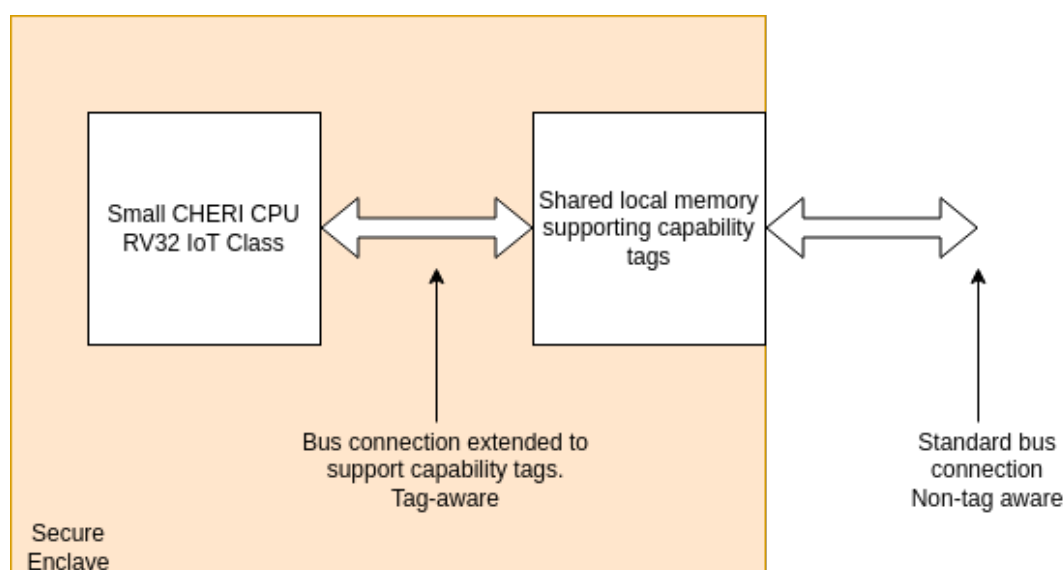 Small CHERI CPU
RV32 IoT Class
Shared local memory
supporting capability
tags
Bus connection extended to
support capability tags.
Tag-aware
Standard bus
connection
Non-tag aware
Secure
Enclave